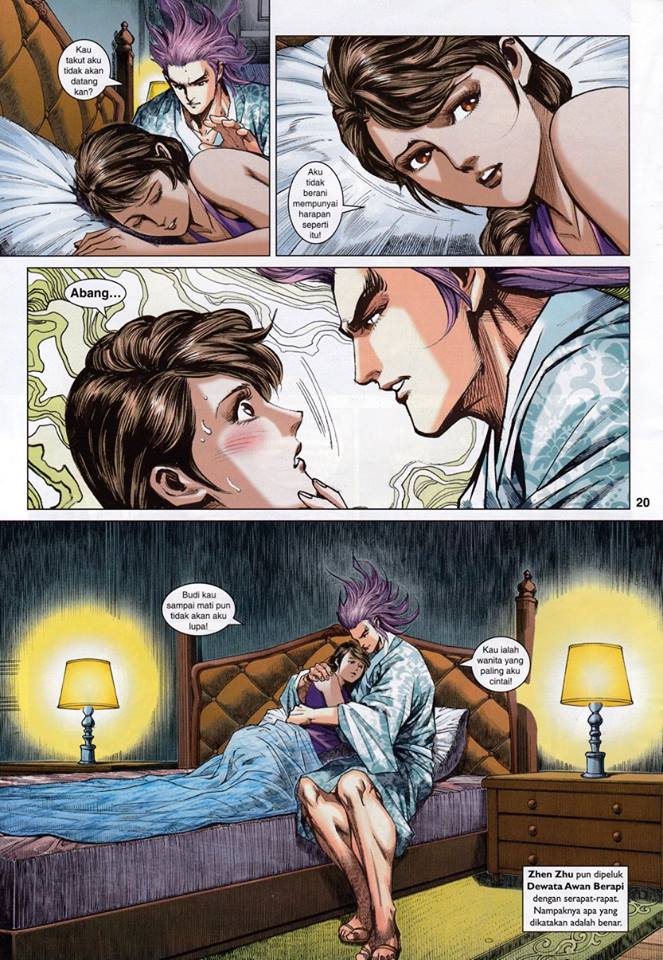 Kau
takut aku
tidak akan
datang
kan?
Aku
tidak
berani
mempunyai
harapan
seperti
itu!
Abang...
20
Budi kau
sampai mati pun
tidak akan aku
lupa!
Kau ialah
wanita yang
paling aku
cintai!
Zhen Zhu pun dipeluk
Dewata Awan Berapi
dengan serapat-rapat.
Nampaknya apa yang
dikatakan adalah benar.